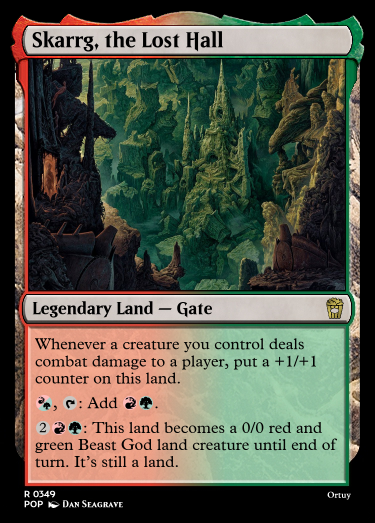 Skarrg, the Lost Hall
Legendary Land — Gate
Whenever a creature you control deals
combat damage to a player, put a +1/+1
counter on this land.
, : Add .
2 : This land becomes a 0/0 red and
green Beast God land creature until end of
turn. It's still a land.
R 0349
POP DAN SEAGRAVE
Ortuy